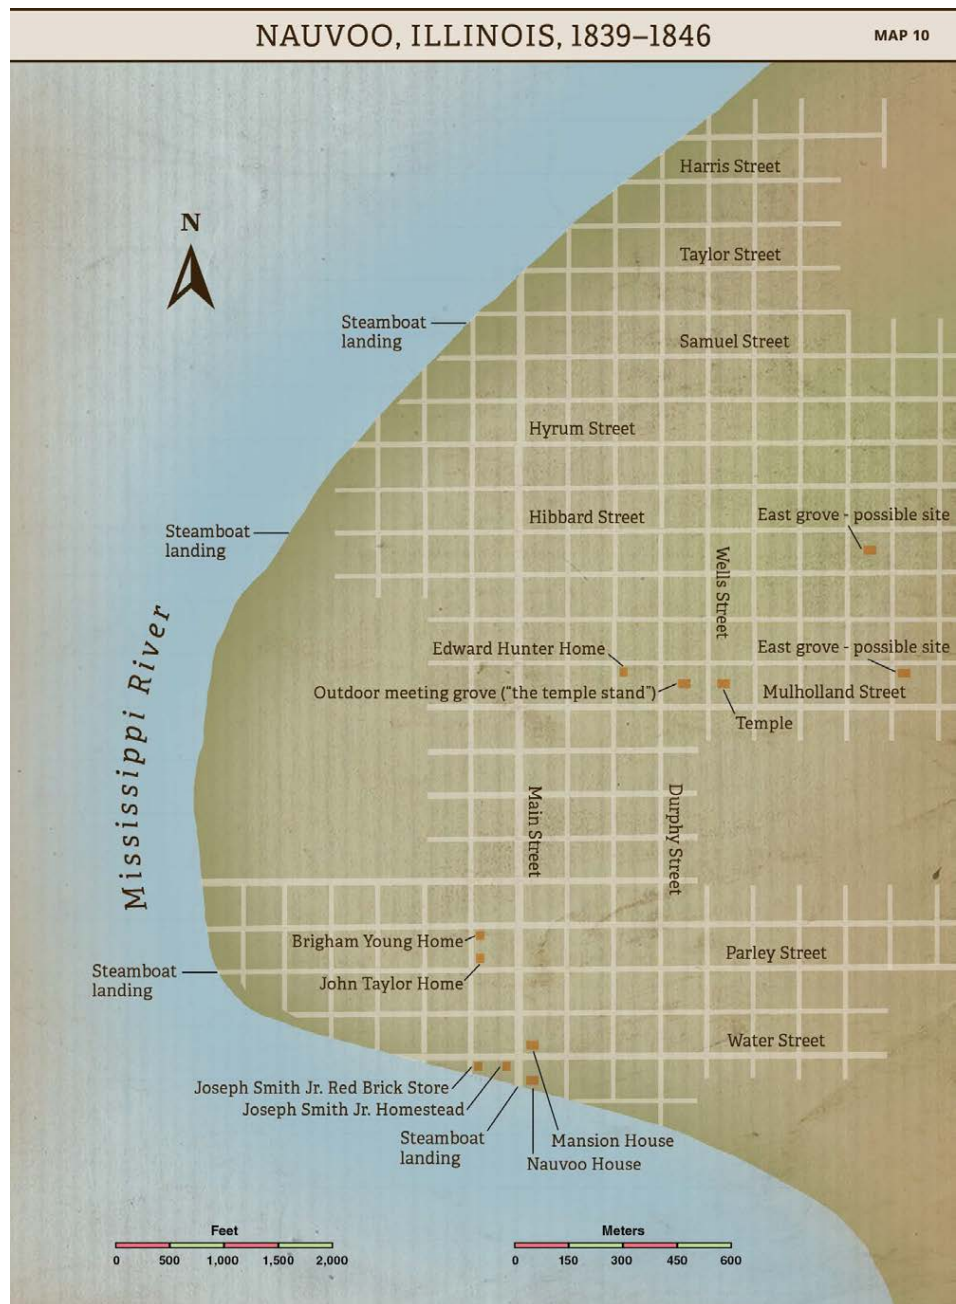 NAUVOO, ILLINOIS, 1839–1846
MAP 10
Harris Street
N
Taylor Street
Steamboat
landing
Samuel Street
Hyrum Street
Steamboat
landing
Hibbard Street
East grove - possible site
Wells Street
Mississippi River
Edward Hunter Home
East grove - possible site
Outdoor meeting grove (“the temple stand”)
Mulholland Street
Temple
Main Street
Durphy Street
Brigham Young Home
Parley Street
Steamboat
landing
John Taylor Home
Water Street
Joseph Smith Jr. Red Brick Store
Joseph Smith Jr. Homestead
Steamboat
landing
Mansion House
Nauvoo House
Feet
0 500 1,000 1,500 2,000
Meters
0 150 300 450 600